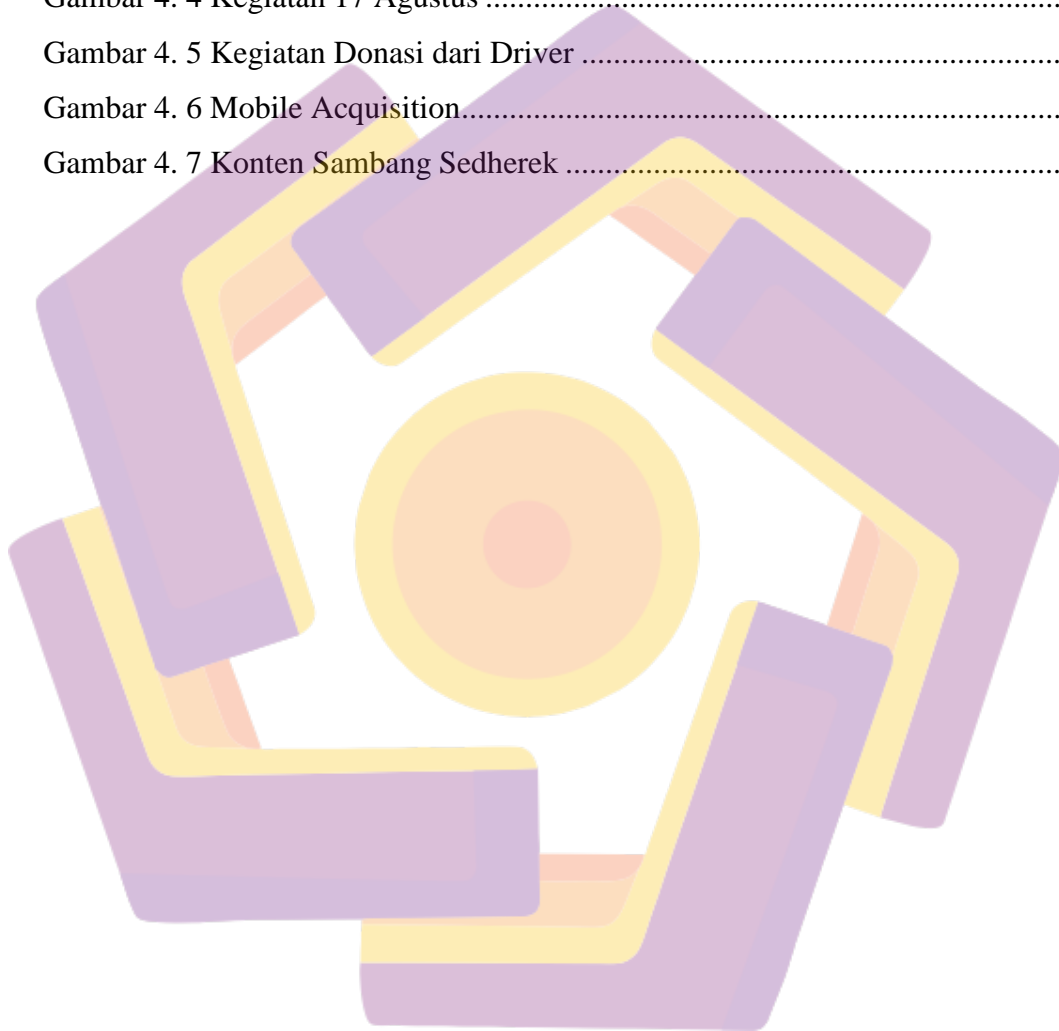 Gambar 4. 4 Kegiatan 17 Agustus ......................................................................
Gambar 4. 5 Kegiatan Donasi dari Driver ..........................................................
Gambar 4. 6 Mobile Acquisition.........................................................................
Gambar 4. 7 Konten Sambang Sedherek ............................................................